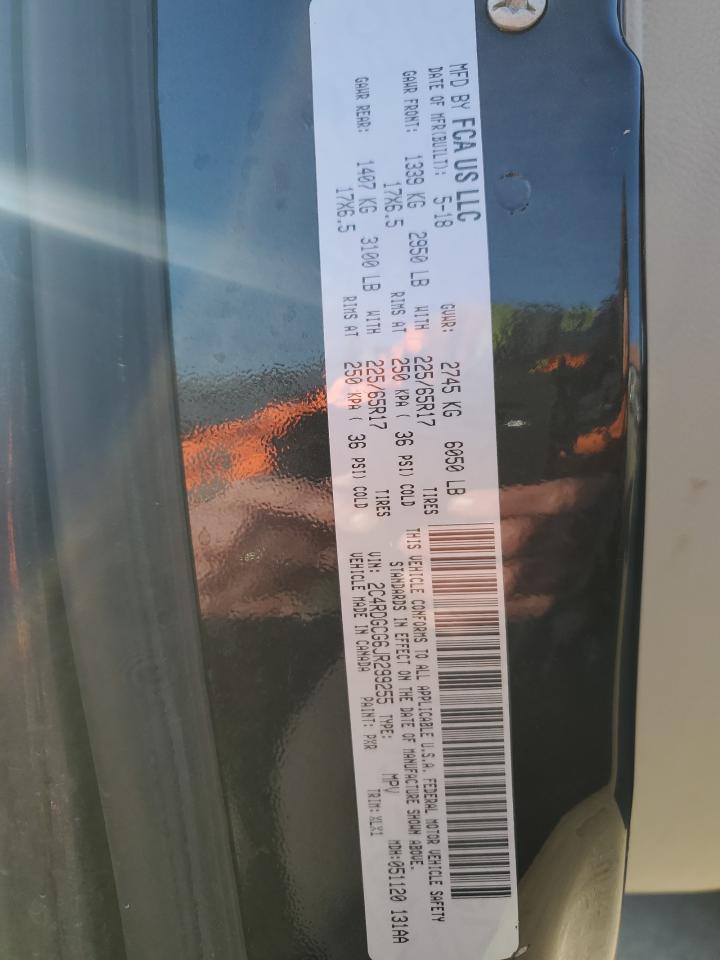 MFD BY FCA US LLC
DATE OF MFR(BUILT): 5-18 GVWR: 2745 KG 6050 LB
GAWR FRONT: 1339 KG 2950 LB WITH 225/65R17 TIRES
17X6.5 RIMS AT 250 KPA ( 36 PSI) COLD
GAWR REAR: 1407 KG 3100 LB WITH 225/65R17 TIRES
17X6.5 RIMS AT 250 KPA ( 36 PSI) COLD
THIS VEHICLE CONFORMS TO ALL APPLICABLE U.S.A. FEDERAL MOTOR VEHICLE SAFETY
STANDARDS IN EFFECT ON THE DATE OF MANUFACTURE SHOWN ABOVE.
VIN: 2C4RDGCG6JR299255 TYPE: MPV MDH:051120 131AA
VEHICLE MADE IN CANADA PAINT: PXR TRIM: XLX1